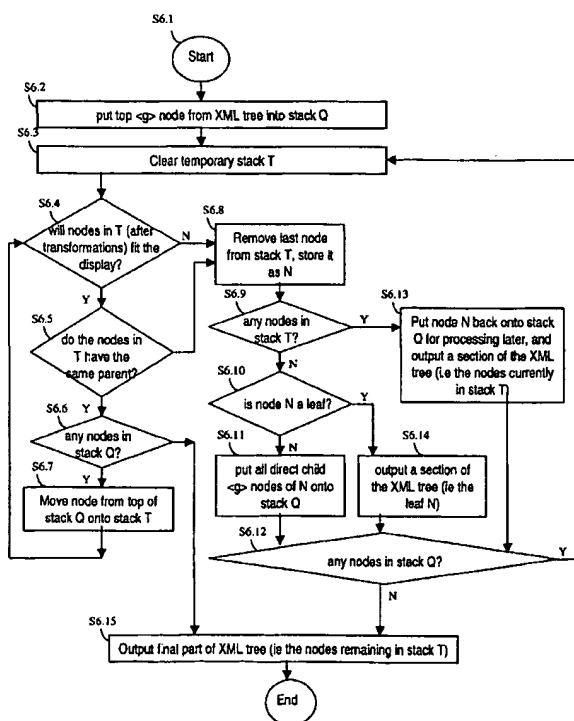 S6.1
Start
S6.2
put top <g> node from XML tree into stack Q
S6.3
Clear temporary stack T
S6.4
will nodes in T (after
transformations) fit the
display?
N
Y
S6.5
do the nodes in
T have the
same parent?
Y
S6.6
any nodes in
stack Q?
Y
S6.7
Move node from top of
stack Q onto stack T
S6.8
Remove last node
from stack T, store it
as N
S6.9
any nodes in
stack T?
Y
N
S6.10
is node N a leaf?
Y
N
S6.11
put all direct child
<g> nodes of N onto
stack Q
S6.12
any nodes in stack Q?
Y
N
S6.13
Put node N back onto stack
Q for processing later, and
output a section of the XML
tree (i.e the nodes currently
in stack T)
S6.14
output a section
of the XML tree (ie the
leaf N)
S6.15
Output final part of XML tree (ie the nodes remaining in stack T)
End